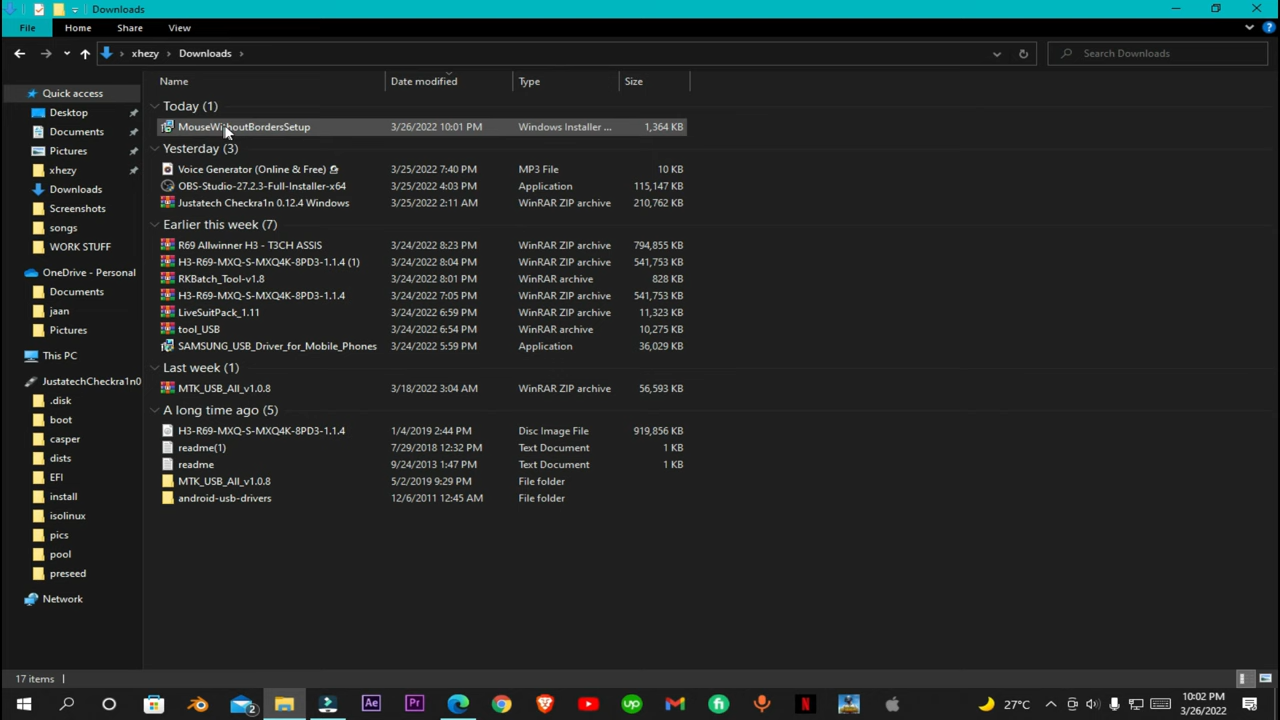 Downloads
File Home Share View
xhezy Downloads Search Downloads
Name Date modified Type Size
Quick access
Desktop
Documents
Pictures
xhezy
Downloads
Screenshots
songs
WORK STUFF
OneDrive - Personal
Documents
jaan
Pictures
This PC
JustatechCheckra1n0
.disk
boot
casper
dists
EFI
install
isolinux
pics
pool
preseed
Network
Today (1)
MouseWithoutBordersSetup 3/26/2022 10:01 PM Windows Installer ... 1,364 KB
Yesterday (3)
Voice Generator (Online & Free) 3/25/2022 7:40 PM MP3 File 10 KB
OBS-Studio-27.2.3-Full-Installer-x64 3/25/2022 4:03 PM Application 115,147 KB
Justatech Checkra1n 0.12.4 Windows 3/25/2022 2:11 AM WinRAR ZIP archive 210,762 KB
Earlier this week (7)
R69 Allwinner H3 - T3CH ASSIS 3/24/2022 8:23 PM WinRAR ZIP archive 794,855 KB
H3-R69-MXQ-S-MXQ4K-8PD3-1.1.4 (1) 3/24/2022 8:04 PM WinRAR ZIP archive 541,753 KB
RKBatch_Tool-v1.8 3/24/2022 8:01 PM WinRAR archive 828 KB
H3-R69-MXQ-S-MXQ4K-8PD3-1.1.4 3/24/2022 7:05 PM WinRAR ZIP archive 541,753 KB
LiveSuitPack_1.11 3/24/2022 6:59 PM WinRAR ZIP archive 11,323 KB
tool_USB 3/24/2022 6:54 PM WinRAR archive 10,275 KB
SAMSUNG_USB_Driver_for_Mobile_Phones 3/24/2022 5:59 PM Application 36,029 KB
Last week (1)
MTK_USB_All_v1.0.8 3/18/2022 3:04 AM WinRAR ZIP archive 56,593 KB
A long time ago (5)
H3-R69-MXQ-S-MXQ4K-8PD3-1.1.4 1/4/2019 2:44 PM Disc Image File 919,856 KB
readme(1) 7/29/2018 12:32 PM Text Document 1 KB
readme 9/24/2013 1:47 PM Text Document 1 KB
MTK_USB_All_v1.0.8 5/2/2019 9:29 PM File folder
android-usb-drivers 12/6/2011 12:45 AM File folder
17 items
2 Ae Pr up fi N 27°C 10:02 PM
3/26/2022